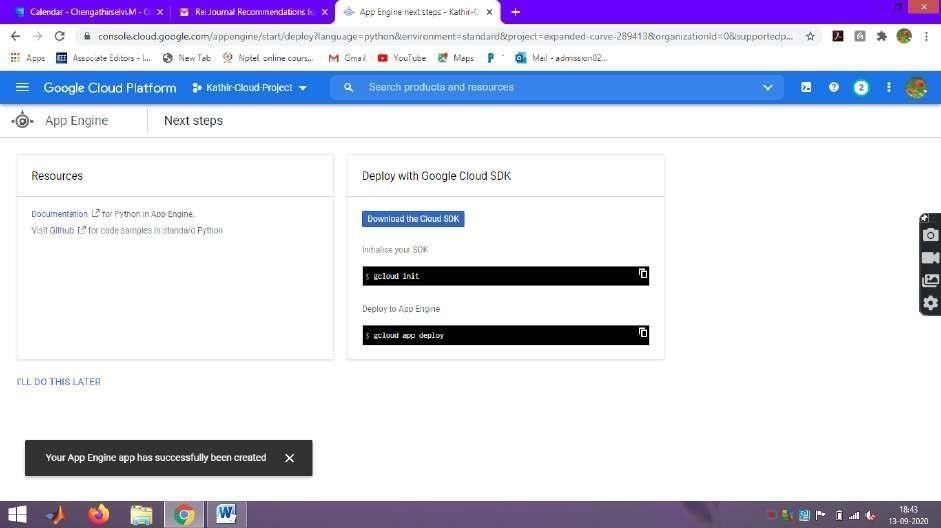 Calendar - Chengathirselvi.M - O
Re: Journal Recommendations fo
App Engine next steps - Kathir-C
console.cloud.google.com/appengine/start/deploy?language=python&environment=standard&project=expanded-curve-289413&organizationId=0&supportedp...
Apps
Associate Editors - I...
New Tab
Nptel, online cours...
Gmail
YouTube
Maps
P
Mail - admission02...
Google Cloud Platform
Kathir-Cloud-Project
Search products and resources
2
App Engine
Next steps
Resources
Documentation for Python in App Engine.
Visit Github for code samples in standard Python
Deploy with Google Cloud SDK
Download the Cloud SDK
Initialise your SDK
$ gcloud init
Deploy to App Engine
$ gcloud app deploy
I'LL DO THIS LATER
Your App Engine app has successfully been created
18:43
13-09-2020